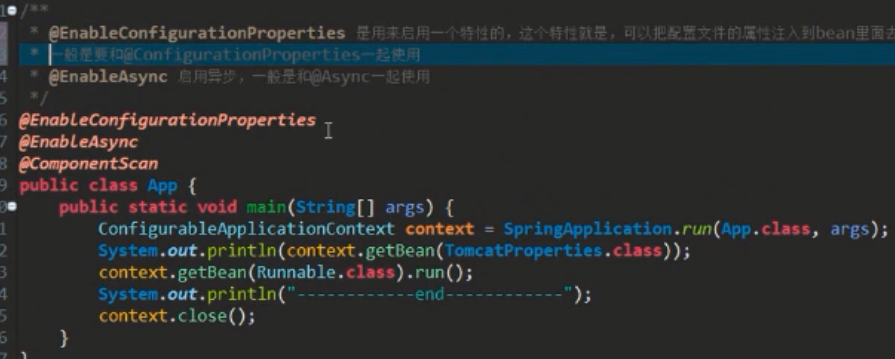 /**
* @EnableConfigurationProperties 是用来启用一个特性的，这个特性就是，可以把配置文件的属性注入到bean里面去
* 一般是要和@ConfigurationProperties一起使用
* @EnableAsync 启用异步，一般是和@Async一起使用
*/
@EnableConfigurationProperties
@EnableAsync
@ComponentScan
public class App {
public static void main(String[] args) {
ConfigurableApplicationContext context = SpringApplication.run(App.class, args);
System.out.println(context.getBean(TomcatProperties.class));
context.getBean(Runnable.class).run();
System.out.println("------------end------------");
context.close();
}